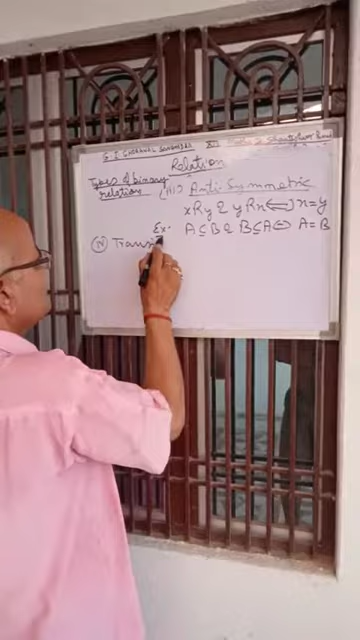 Relation
Types of binary
relation (III) Anti Symmetric
xRy & yRx ⟺ x=y
Ex: A⊆B & B⊆A ⇔ A=B
(IV) Transi